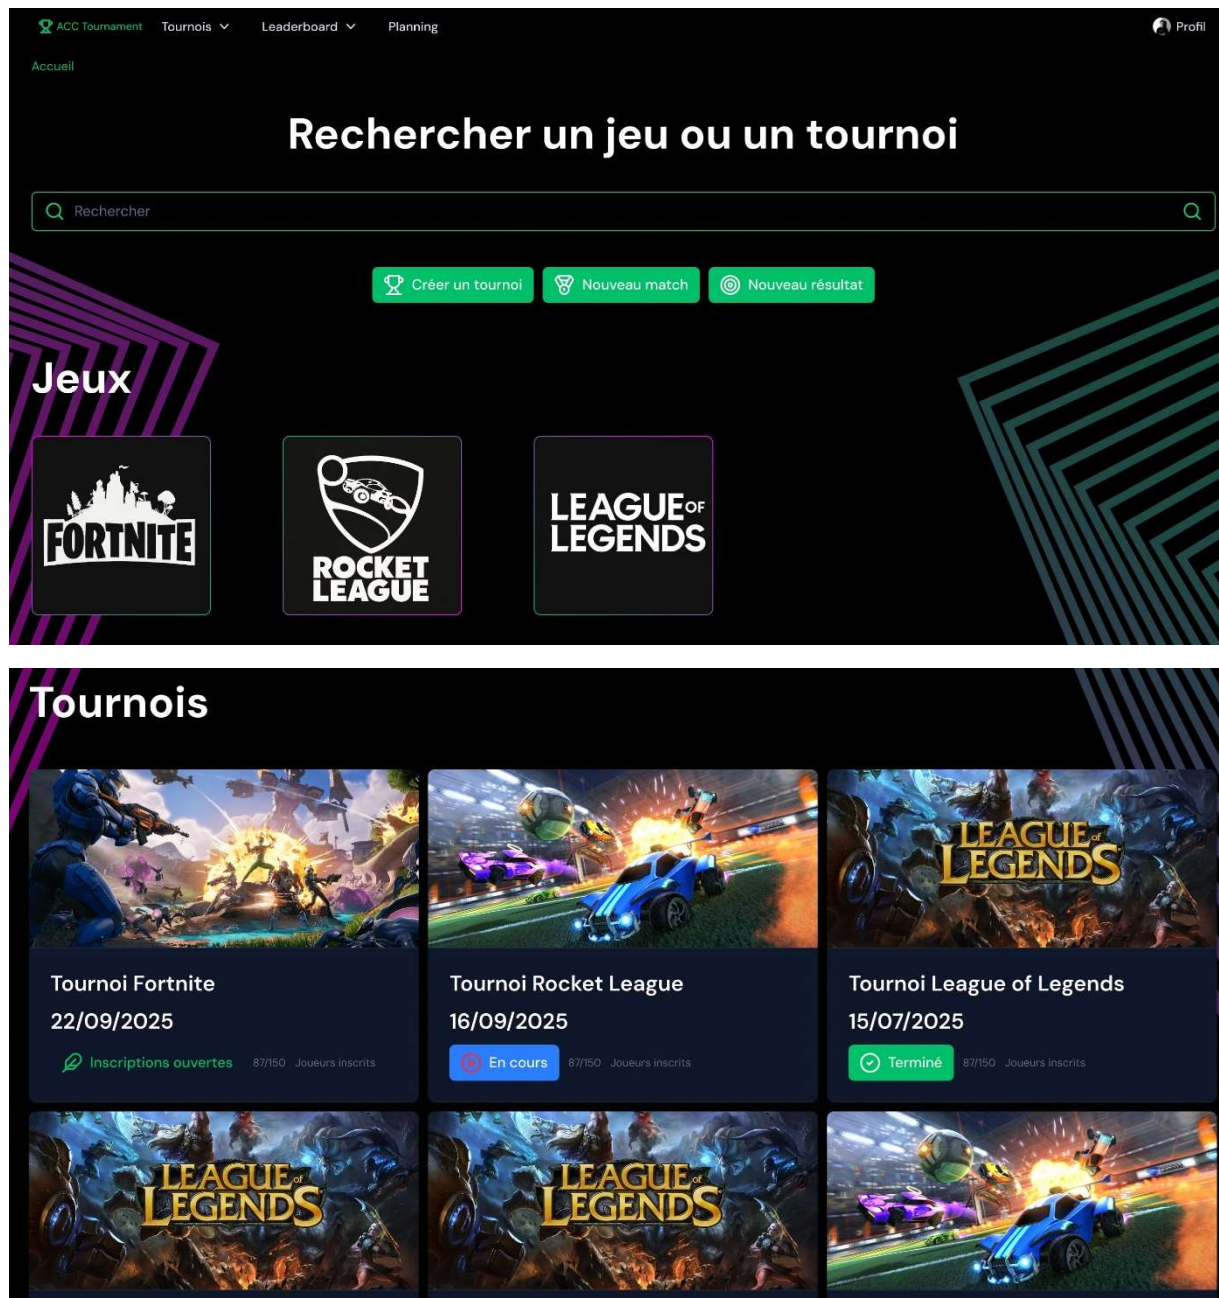 ACC Tournament Tournois Leaderboard Planning Profil
Accueil
Rechercher un jeu ou un tournoi
Rechercher
Créer un tournoi Nouveau match Nouveau résultat
Jeux
FORTNITE
ROCKET
LEAGUE
LEAGUE OF
LEGENDS
Tournois
LEAGUE of
LEGENDS
Tournoi Fortnite
22/09/2025
Inscriptions ouvertes 87/150 Joueurs inscrits
Tournoi Rocket League
16/09/2025
En cours 87/150 Joueurs inscrits
Tournoi League of Legends
15/07/2025
Terminé 87/150 Joueurs inscrits
LEAGUE of
LEGENDS
LEAGUE of
LEGENDS